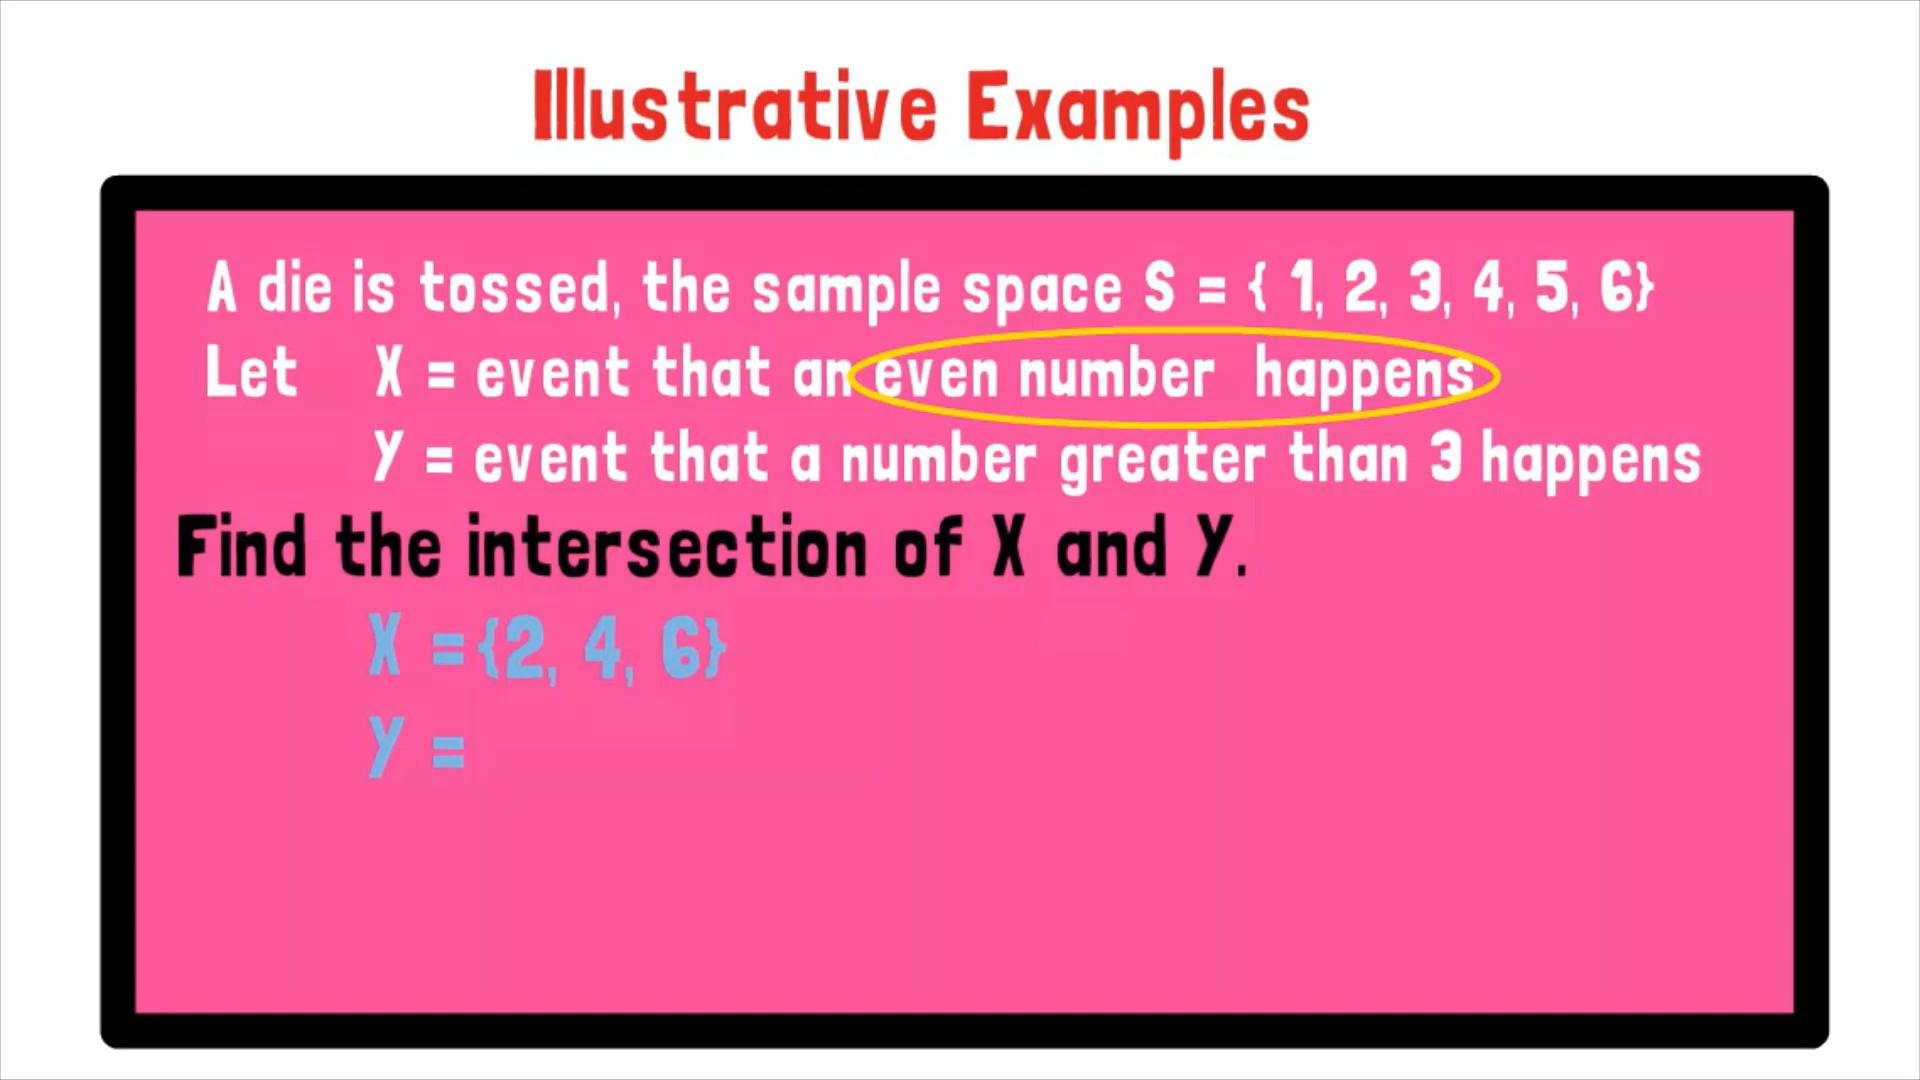 Illustrative Examples
A die is tossed, the sample space S = { 1, 2, 3, 4, 5, 6}
Let X = event that an even number happens
Y = event that a number greater than 3 happens
Find the intersection of X and Y.
X = {2, 4, 6}
Y =